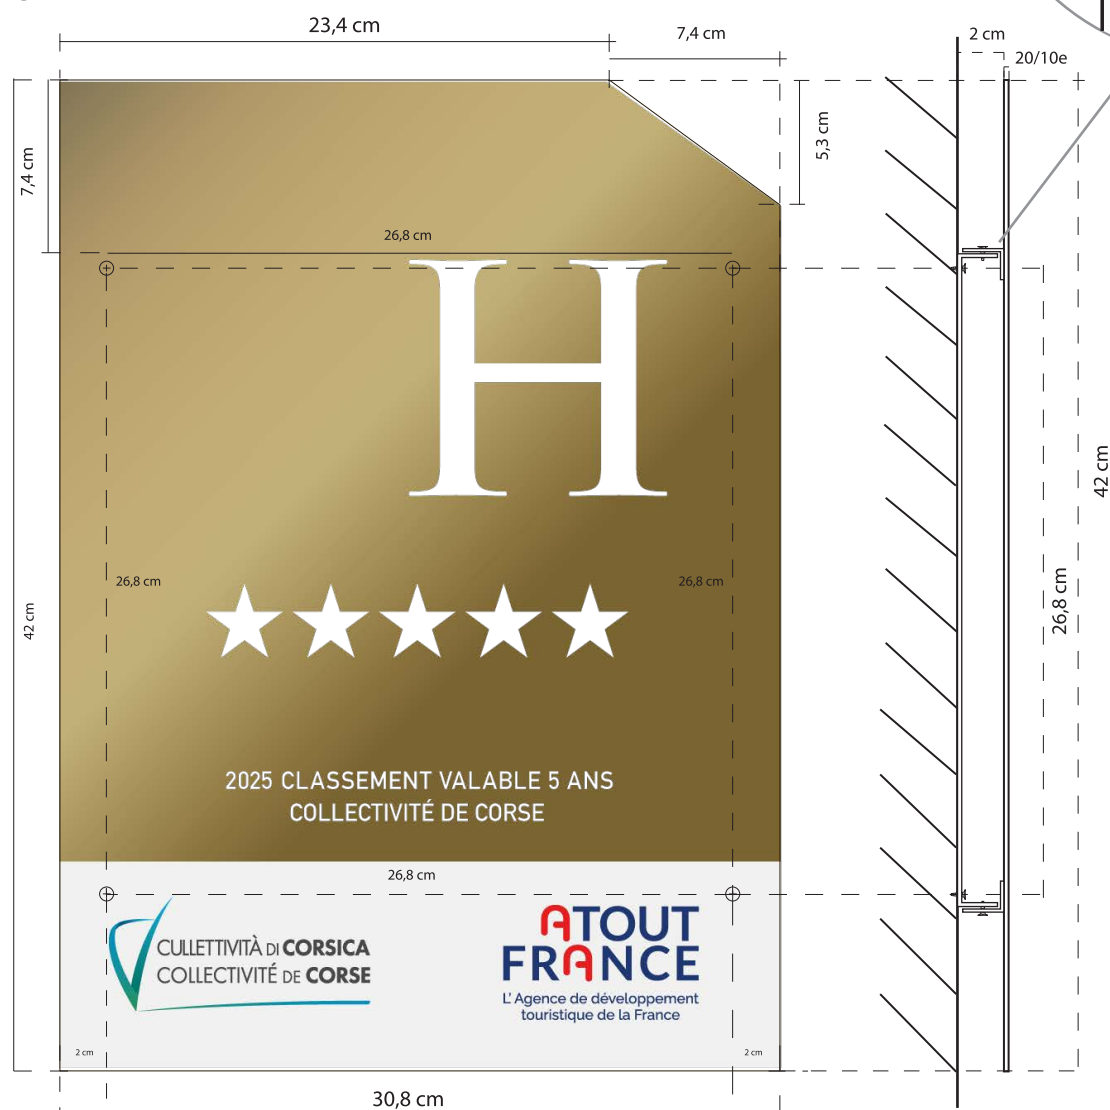 23,4 cm
7,4 cm
2 cm
20/10e
7,4 cm
5,3 cm
26,8 cm
H
26,8 cm
26,8 cm
42 cm
42 cm
26,8 cm
2025 CLASSEMENT VALABLE 5 ANS
COLLECTIVITÉ DE CORSE
26,8 cm
CULLETTIVITÀ DI CORSICA
COLLECTIVITÉ DE CORSE
ATOUT
FRANCE
L'Agence de développement
touristique de la France
2 cm
2 cm
30,8 cm